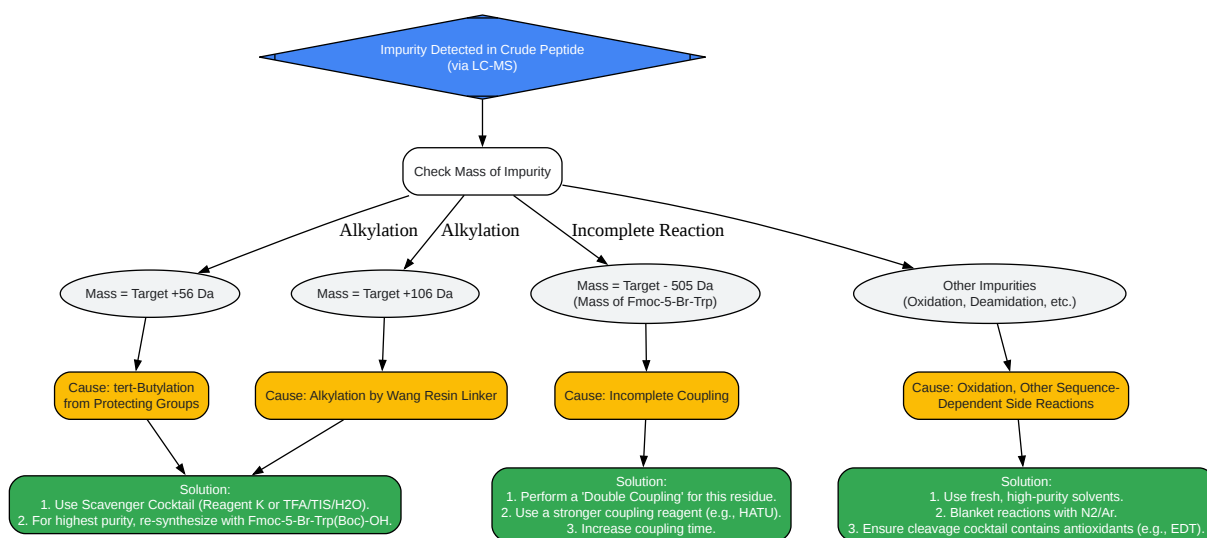 Impurity Detected in Crude Peptide
(via LC-MS)
Check Mass of Impurity
Alkylation
Alkylation
Incomplete Reaction
Mass = Target +56 Da
Mass = Target +106 Da
Mass = Target - 505 Da
(Mass of Fmoc-5-Br-Trp)
Other Impurities
(Oxidation, Deamidation, etc.)
Cause: tert-Butylation
from Protecting Groups
Cause: Alkylation by Wang Resin Linker
Cause: Incomplete Coupling
Cause: Oxidation, Other Sequence-
Dependent Side Reactions
Solution:
1. Use Scavenger Cocktail (Reagent K or TFA/TIS/H2O).
2. For highest purity, re-synthesize with Fmoc-5-Br-Trp(Boc)-OH.
Solution:
1. Perform a 'Double Coupling' for this residue.
2. Use a stronger coupling reagent (e.g., HATU).
3. Increase coupling time.
Solution:
1. Use fresh, high-purity solvents.
2. Blanket reactions with N2/Ar.
3. Ensure cleavage cocktail contains antioxidants (e.g., EDT).